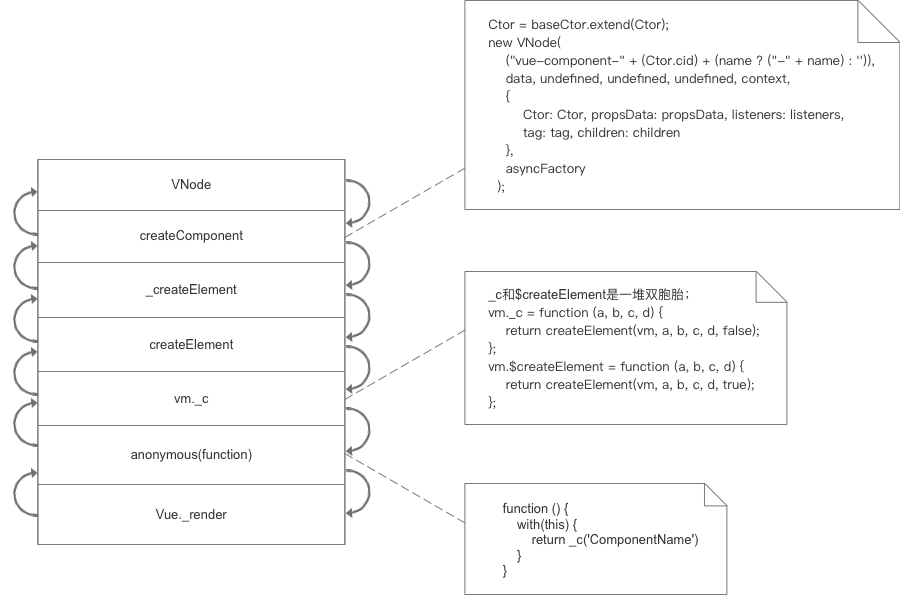 VNode
createComponent
_createElement
createElement
vm._c
anonymous(function)
Vue._render
Ctor = baseCtor.extend(Ctor);
new VNode(
("vue-component-" + (Ctor.cid) + (name ? ("-" + name) : '')),
data, undefined, undefined, undefined, context,
{
Ctor: Ctor, propsData: propsData, listeners: listeners,
tag: tag, children: children
},
asyncFactory
);
_c和$createElement是一堆双胞胎；
vm._c = function (a, b, c, d) {
return createElement(vm, a, b, c, d, false);
};
vm.$createElement = function (a, b, c, d) {
return createElement(vm, a, b, c, d, true);
};
function () {
with(this) {
return _c('ComponentName')
}
}